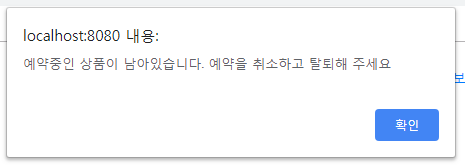 localhost:8080 내용:
예약중인 상품이 남아있습니다. 예약을 취소하고 탈퇴해 주세요
보
확인